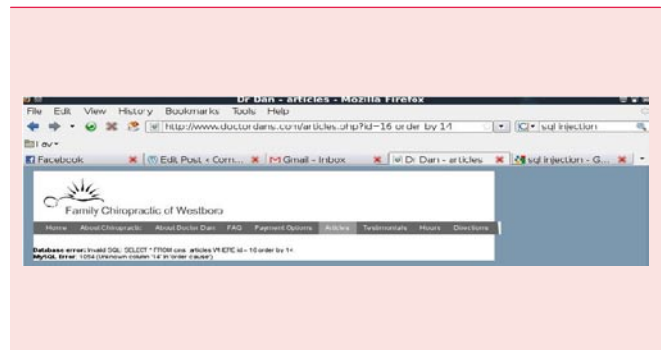 Dr Dan - articles - Mozilla Firefox
File Edit View History Bookmarks Tools Help
http://www.doctordans.com/articles.php?id=16 order by 14 sql injection
Facebook Edit Post ‹ Com... Gmail - Inbox Dr Dan - articles sql injection - G...
Family Chiropractic of Westboro
Home About Chiropractic About Doctor Dan FAQ Payment Options Articles Testimonials Hours Directions
Database error: Invalid SQL: SELECT * FROM cms_articles WHERE id = 16 order by 14
MySQL Error: 1054 (Unknown column '14' in 'order clause')